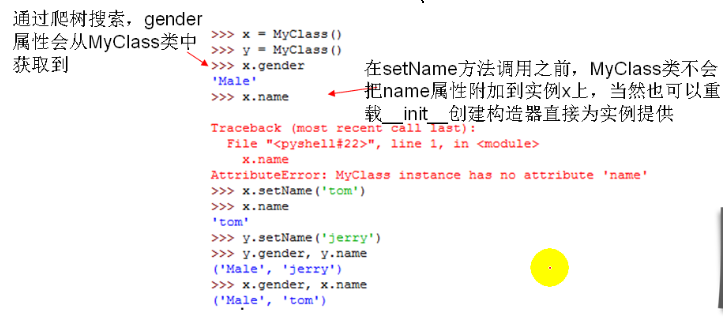 通过爬树搜索，gender
属性会从MyClass类中
获取到
>>> x = MyClass()
>>> y = MyClass()
>>> x.gender
'Male'
>>> x.name
在setName方法调用之前，MyClass类不会
把name属性附加到实例x上，当然也可以重
载__init__创建构造器直接为实例提供
Traceback (most recent call last):
  File "<pyshell#22>", line 1, in <module>
    x.name
AttributeError: MyClass instance has no attribute 'name'
>>> x.setName('tom')
>>> x.name
'tom'
>>> y.setName('jerry')
>>> y.gender, y.name
('Male', 'jerry')
>>> x.gender, x.name
('Male', 'tom')